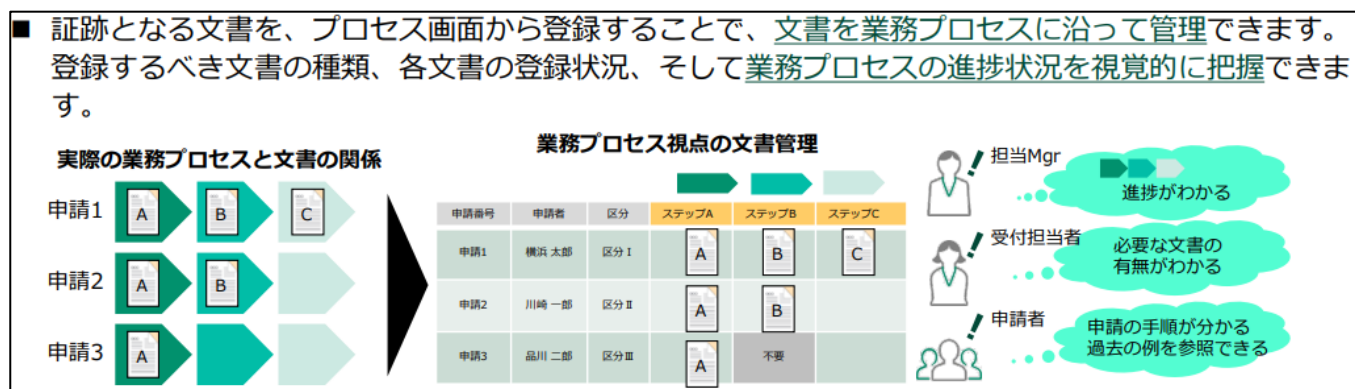 ■ 証跡となる文書を、プロセス画面から登録することで、文書を業務プロセスに沿って管理できます。
登録するべき文書の種類、各文書の登録状況、そして業務プロセスの進捗状況を視覚的に把握できま
す。
実際の業務プロセスと文書の関係
申請1 A B C
申請2 A B
申請3 A
業務プロセス視点の文書管理
申請番号 申請者 区分 ステップA ステップB ステップC
申請1 横浜 太郎 区分Ⅰ A B C
申請2 川崎 一郎 区分Ⅱ A B
申請3 品川 二郎 区分Ⅲ A 不要
担当Mgr
進捗がわかる
受付担当者
必要な文書の
有無がわかる
申請者
申請の手順が分かる
過去の例を参照できる